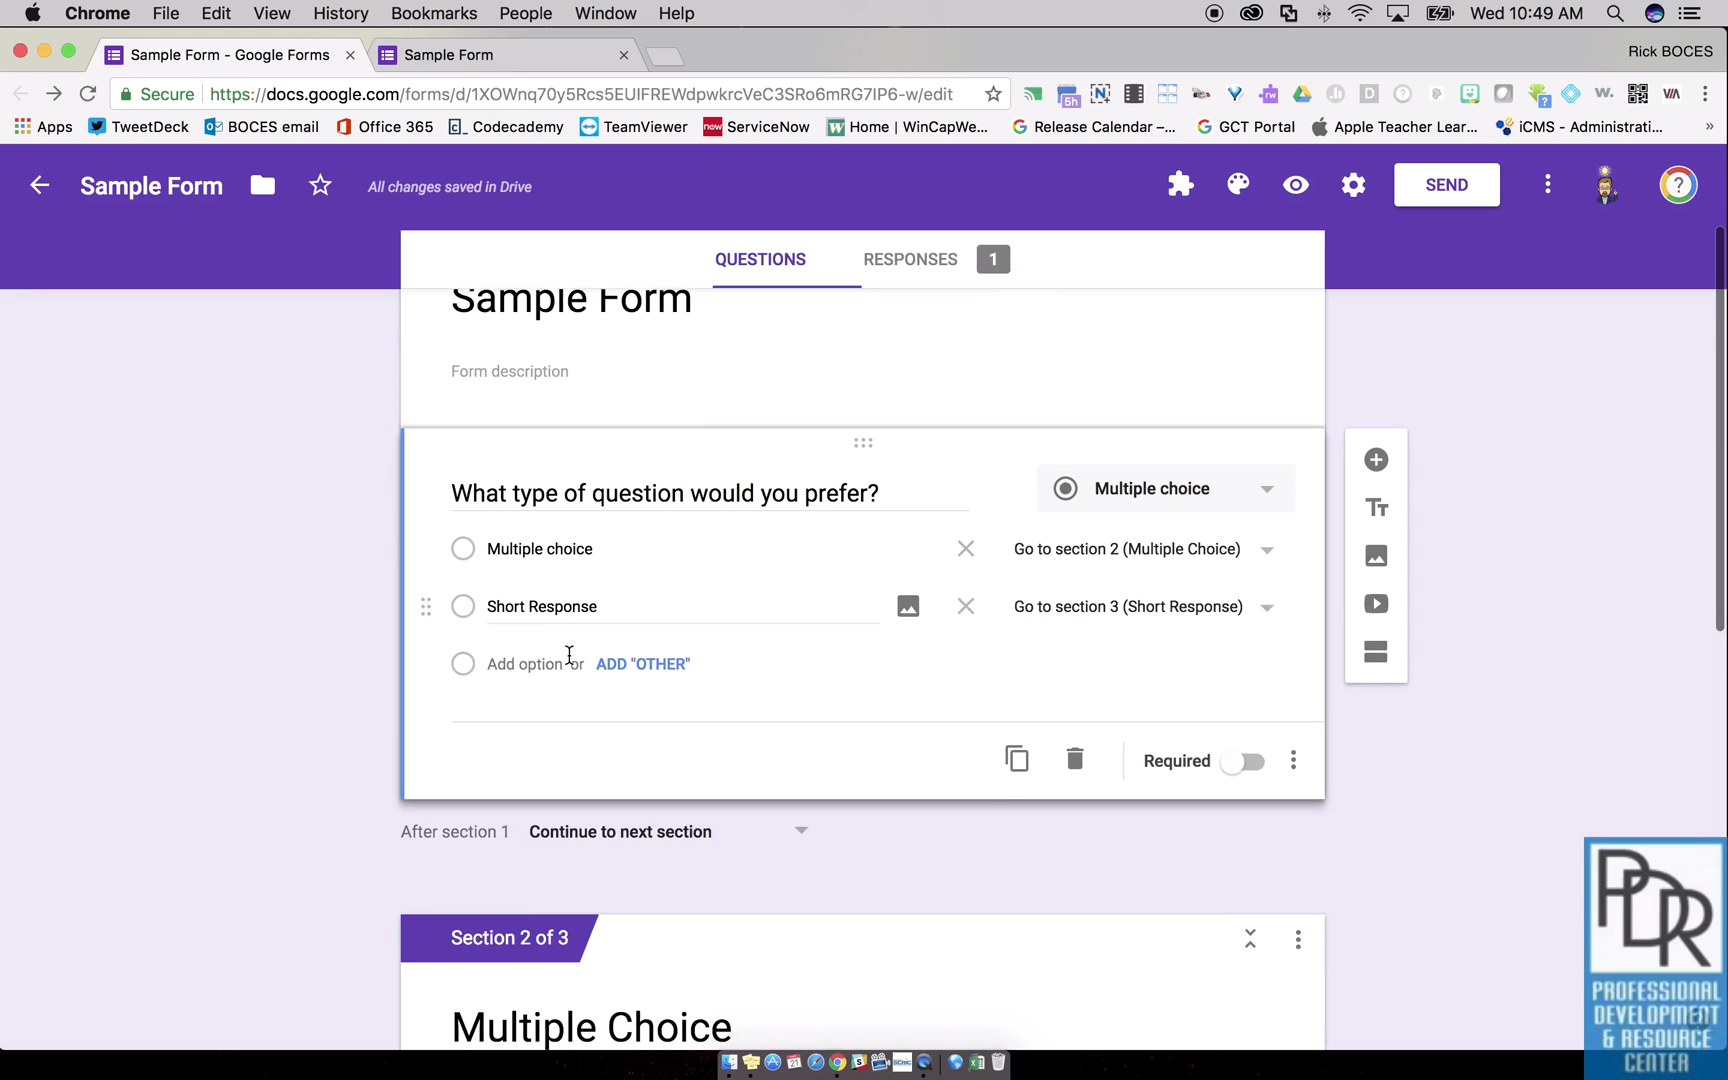 Chrome File Edit View History Bookmarks People Window Help Wed 10:49 AM
Sample Form - Google Forms Sample Form Rick BOCES
Secure https://docs.google.com/forms/d/1XOWnq70y5Rcs5EUIFREWdpwkrcVeC3SRo6mRG7IP6-w/edit 5h
Apps TweetDeck BOCES email Office 365 Codecademy TeamViewer ServiceNow Home | WinCapWe... Release Calendar –... GCT Portal Apple Teacher Lear... iCMS - Administrati...
Sample Form All changes saved in Drive SEND
QUESTIONS RESPONSES 1
Sample Form
Form description
What type of question would you prefer? Multiple choice
Multiple choice Go to section 2 (Multiple Choice)
Short Response Go to section 3 (Short Response)
Add option or ADD "OTHER"
Required
After section 1 Continue to next section
Section 2 of 3
Multiple Choice
PDR
PROFESSIONAL
DEVELOPMENT
& RESOURCE
CENTER